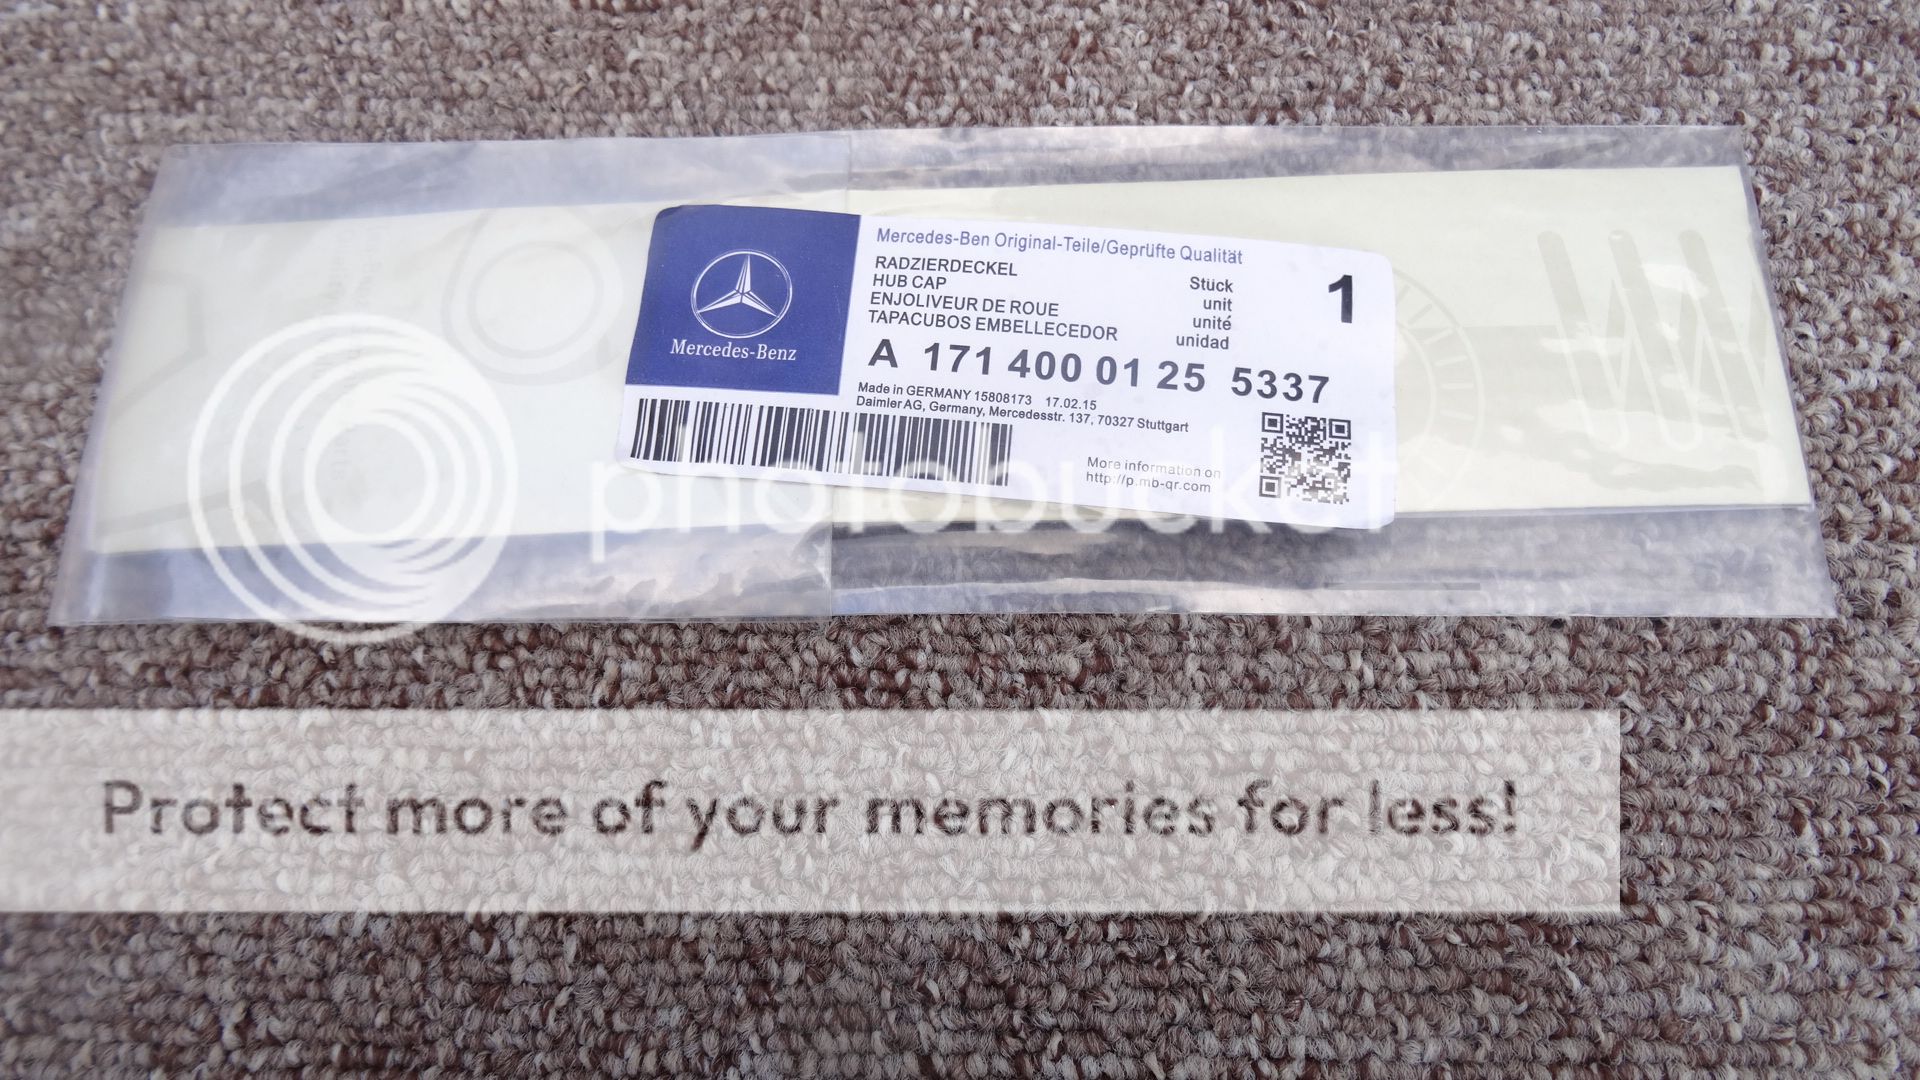 Mercedes-Benz
Mercedes-Ben Original-Teile/Geprüfte Qualität
RADZIERDECKEL
HUB CAP
ENJOLIVEUR DE ROUE
TAPACUBOS EMBELLECEDOR
Stück
unit
unité
unidad
1
A 171 400 01 25 5337
Made in GERMANY 15808173 17.02.15
Daimler AG, Germany, Mercedesstr. 137, 70327 Stuttgart
More information on
http://p.mb-qr.com
photobucket
Protect more of your memories for less!